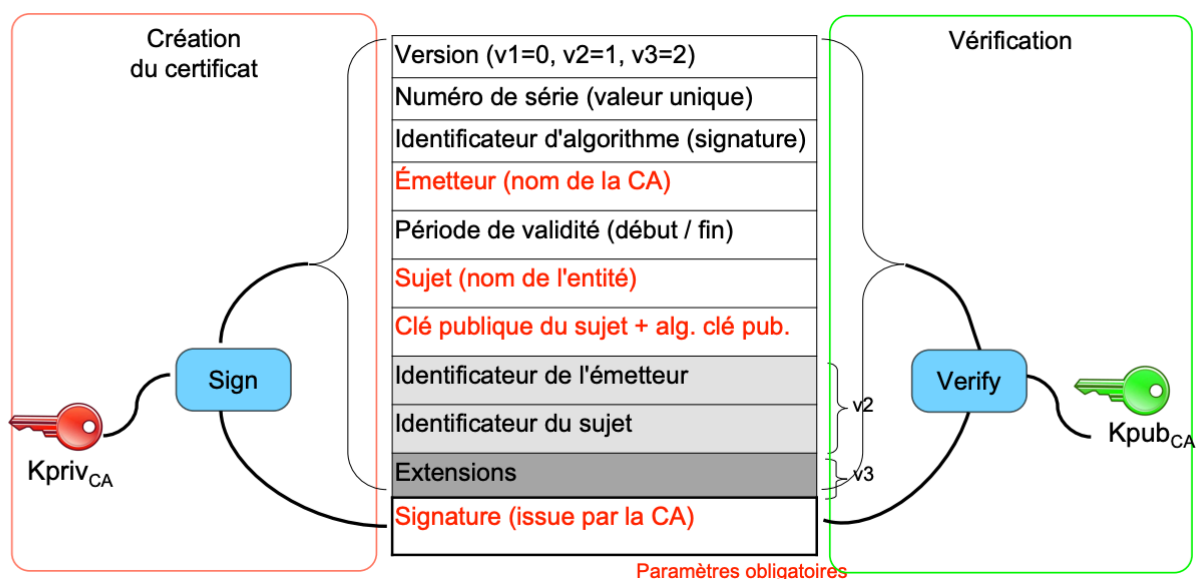 Création
du certificat
Vérification
Version (v1=0, v2=1, v3=2)
Numéro de série (valeur unique)
Identificateur d'algorithme (signature)
Émetteur (nom de la CA)
Période de validité (début / fin)
Sujet (nom de l'entité)
Clé publique du sujet + alg. clé pub.
Identificateur de l'émetteur
Identificateur du sujet
v2
Extensions
v3
Signature (issue par la CA)
Sign
KprivCA
Verify
KpubCA
Paramètres obligatoires